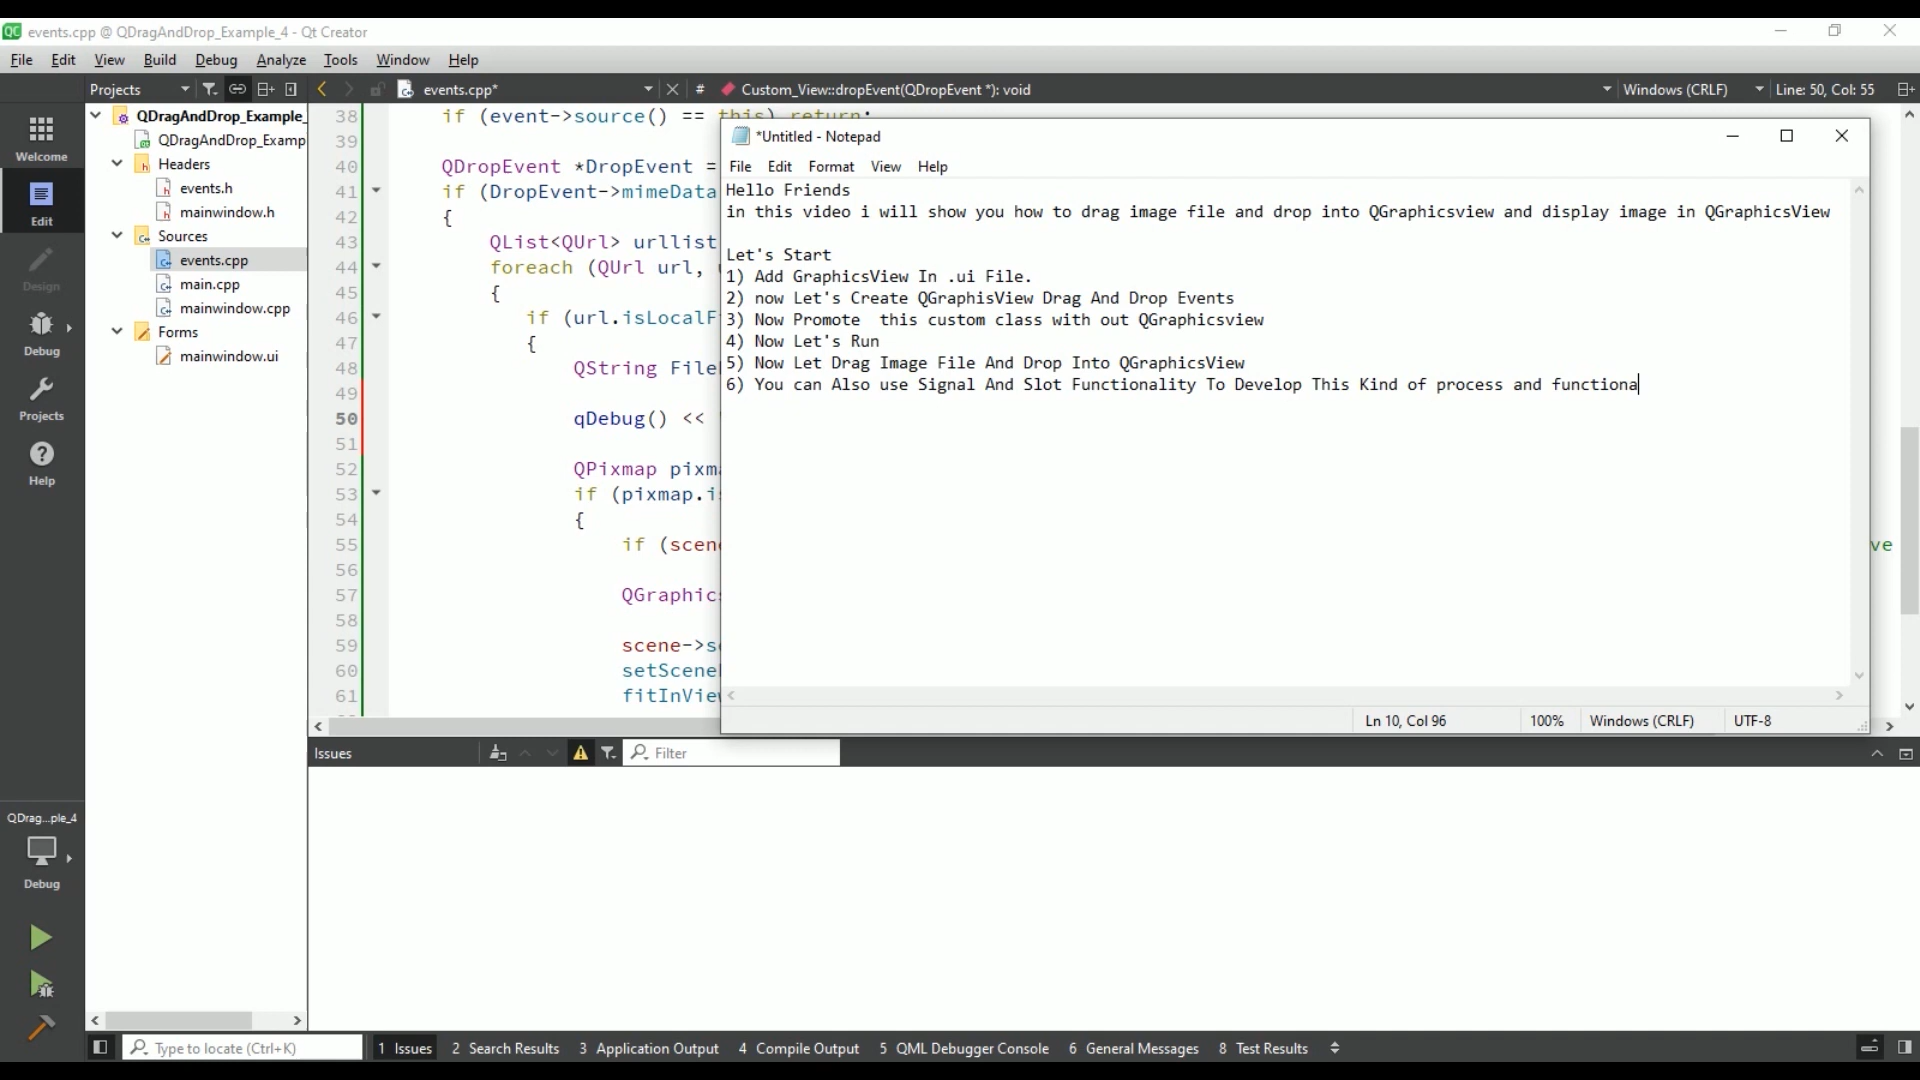 events.cpp @ QDragAndDrop_Example_4 - Qt Creator
File Edit View Build Debug Analyze Tools Window Help
Projects events.cpp* # Custom_View::dropEvent(QDropEvent *): void Windows (CRLF) Line: 50, Col: 55
Welcome
Edit
Design
Debug
Projects
Help
QDrag...ple_4
Debug
QDragAndDrop_Example_
QDragAndDrop_Examp
Headers
events.h
mainwindow.h
Sources
events.cpp
main.cpp
mainwindow.cpp
Forms
mainwindow.ui
38 if (event->source() == this) return;
39
40 QDropEvent *DropEvent =
41 if (DropEvent->mimeData
42 {
43 QList<QUrl> urllist
44 foreach (QUrl url,
45 {
46 if (url.isLocalF
47 {
48 QString File
49
50 qDebug() <<
51
52 QPixmap pixm
53 if (pixmap.i
54 {
55 if (scen
56
57 QGraphic
58
59 scene->s
60 setScene
61 fitInVie
ve
*Untitled - Notepad
File Edit Format View Help
Hello Friends
in this video i will show you how to drag image file and drop into QGraphicsview and display image in QGraphicsView
Let's Start
1) Add GraphicsView In .ui File.
2) now Let's Create QGraphisView Drag And Drop Events
3) Now Promote  this custom class with out QGraphicsview
4) Now Let's Run
5) Now Let Drag Image File And Drop Into QGraphicsView
6) You can Also use Signal And Slot Functionality To Develop This Kind of process and functiona
Ln 10, Col 96 100% Windows (CRLF) UTF-8
Issues Filter
Type to locate (Ctrl+K) 1 Issues 2 Search Results 3 Application Output 4 Compile Output 5 QML Debugger Console 6 General Messages 8 Test Results